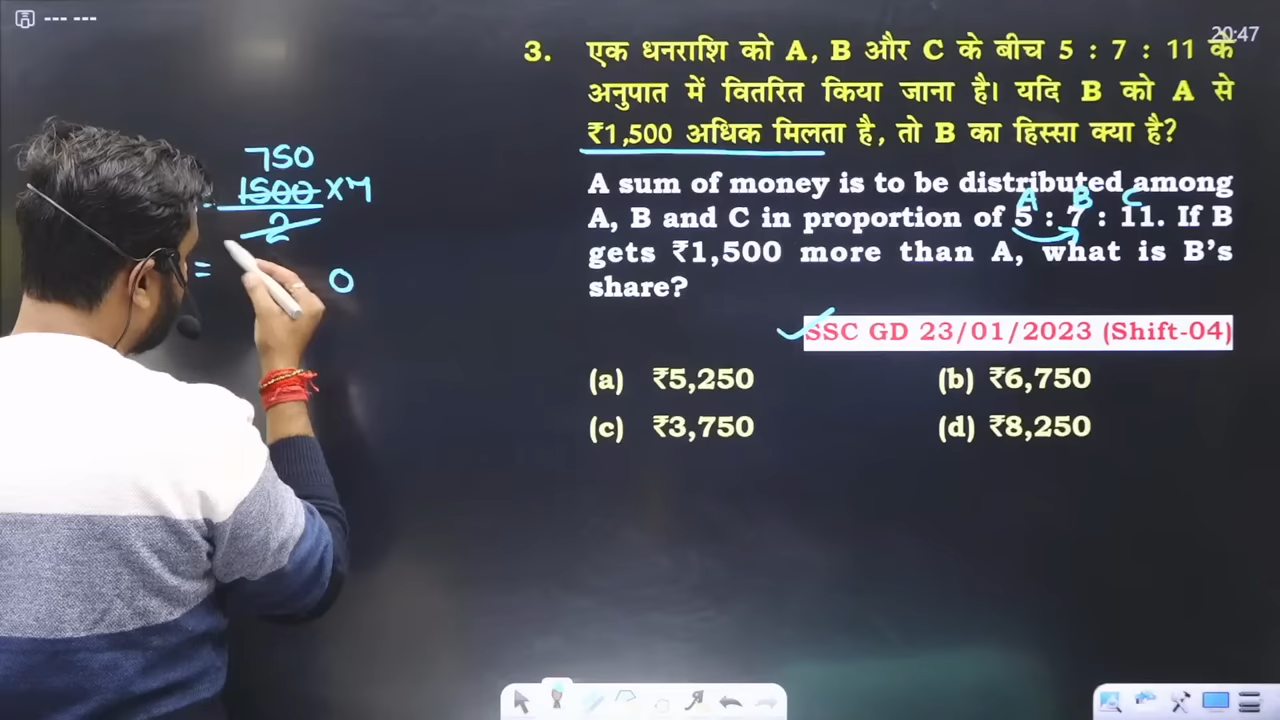 20:47
3. एक धनराशि को A, B और C के बीच 5 : 7 : 11 के
अनुपात में वितरित किया जाना है। यदि B को A से
₹1,500 अधिक मिलता है, तो B का हिस्सा क्या है?
A sum of money is to be distributed among
A B C
A, B and C in proportion of 5 : 7 : 11. If B
gets ₹1,500 more than A, what is B's
share?
SSC GD 23/01/2023 (Shift-04)
(a) ₹5,250 (b) ₹6,750
(c) ₹3,750 (d) ₹8,250
750
1500 × 7
2
= 0